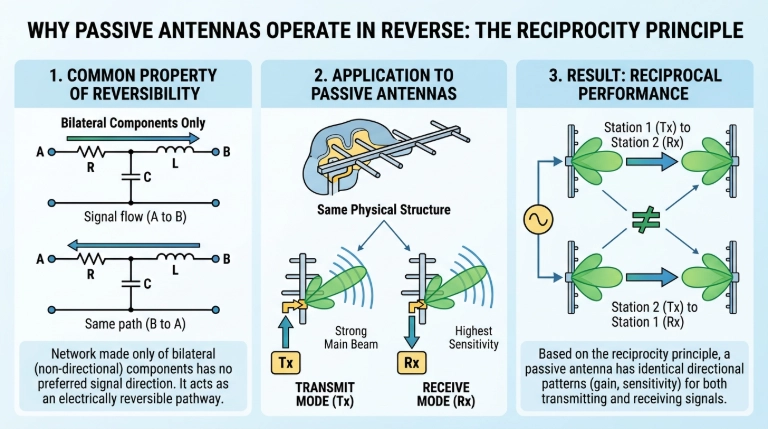 WHY PASSIVE ANTENNAS OPERATE IN REVERSE: THE RECIPROCITY PRINCIPLE
1. COMMON PROPERTY
OF REVERSIBILITY
Bilateral Components Only
A
B
R
L
C
Signal flow (A to B)
A
B
R
L
C
Same path (B to A)
Network made only of bilateral
(non-directional) components has no
preferred signal direction. It acts as
an electrically reversible pathway.
2. APPLICATION TO
PASSIVE ANTENNAS
Same Physical Structure
Strong
Main Beam
Tx
TRANSMIT
MODE (Tx)
Highest
Sensitivity
Rx
RECEIVE
MODE (Rx)
3. RESULT: RECIPROCAL
PERFORMANCE
Station 1 (Tx) to
Station 2 (Rx)
≠
Station 2 (Tx) to
Station 1 (Rx)
Based on the reciprocity principle, a
passive antenna has identical directional
patterns (gain, sensitivity) for both
transmitting and receiving signals.